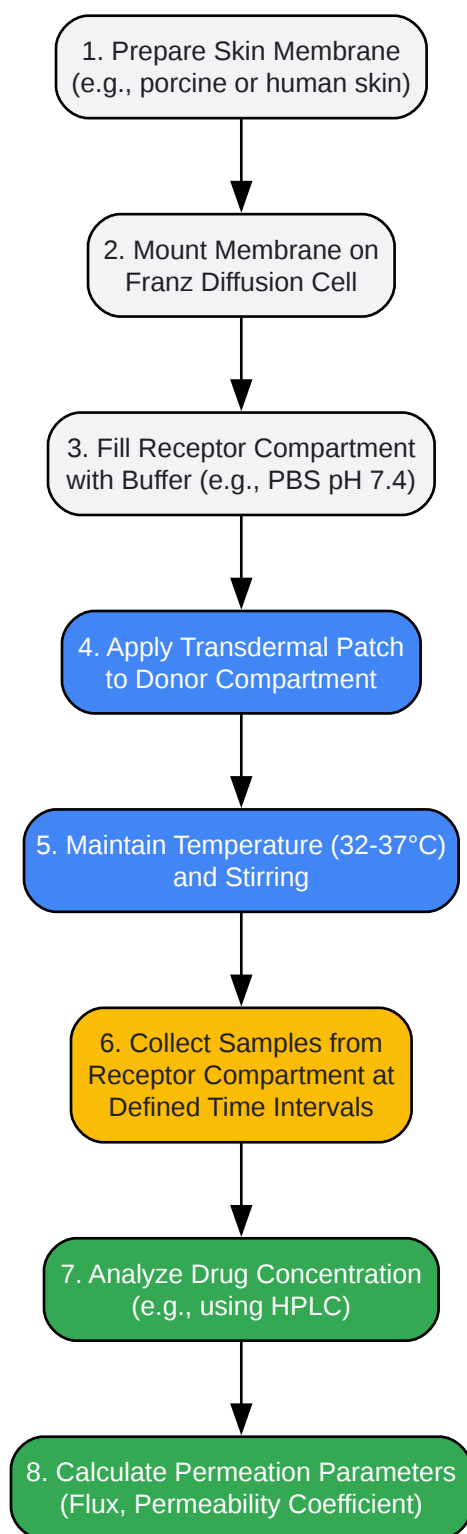 1. Prepare Skin Membrane
(e.g., porcine or human skin)
2. Mount Membrane on
Franz Diffusion Cell
3. Fill Receptor Compartment
with Buffer (e.g., PBS pH 7.4)
4. Apply Transdermal Patch
to Donor Compartment
5. Maintain Temperature (32-37°C)
and Stirring
6. Collect Samples from
Receptor Compartment at
Defined Time Intervals
7. Analyze Drug Concentration
(e.g., using HPLC)
8. Calculate Permeation Parameters
(Flux, Permeability Coefficient)